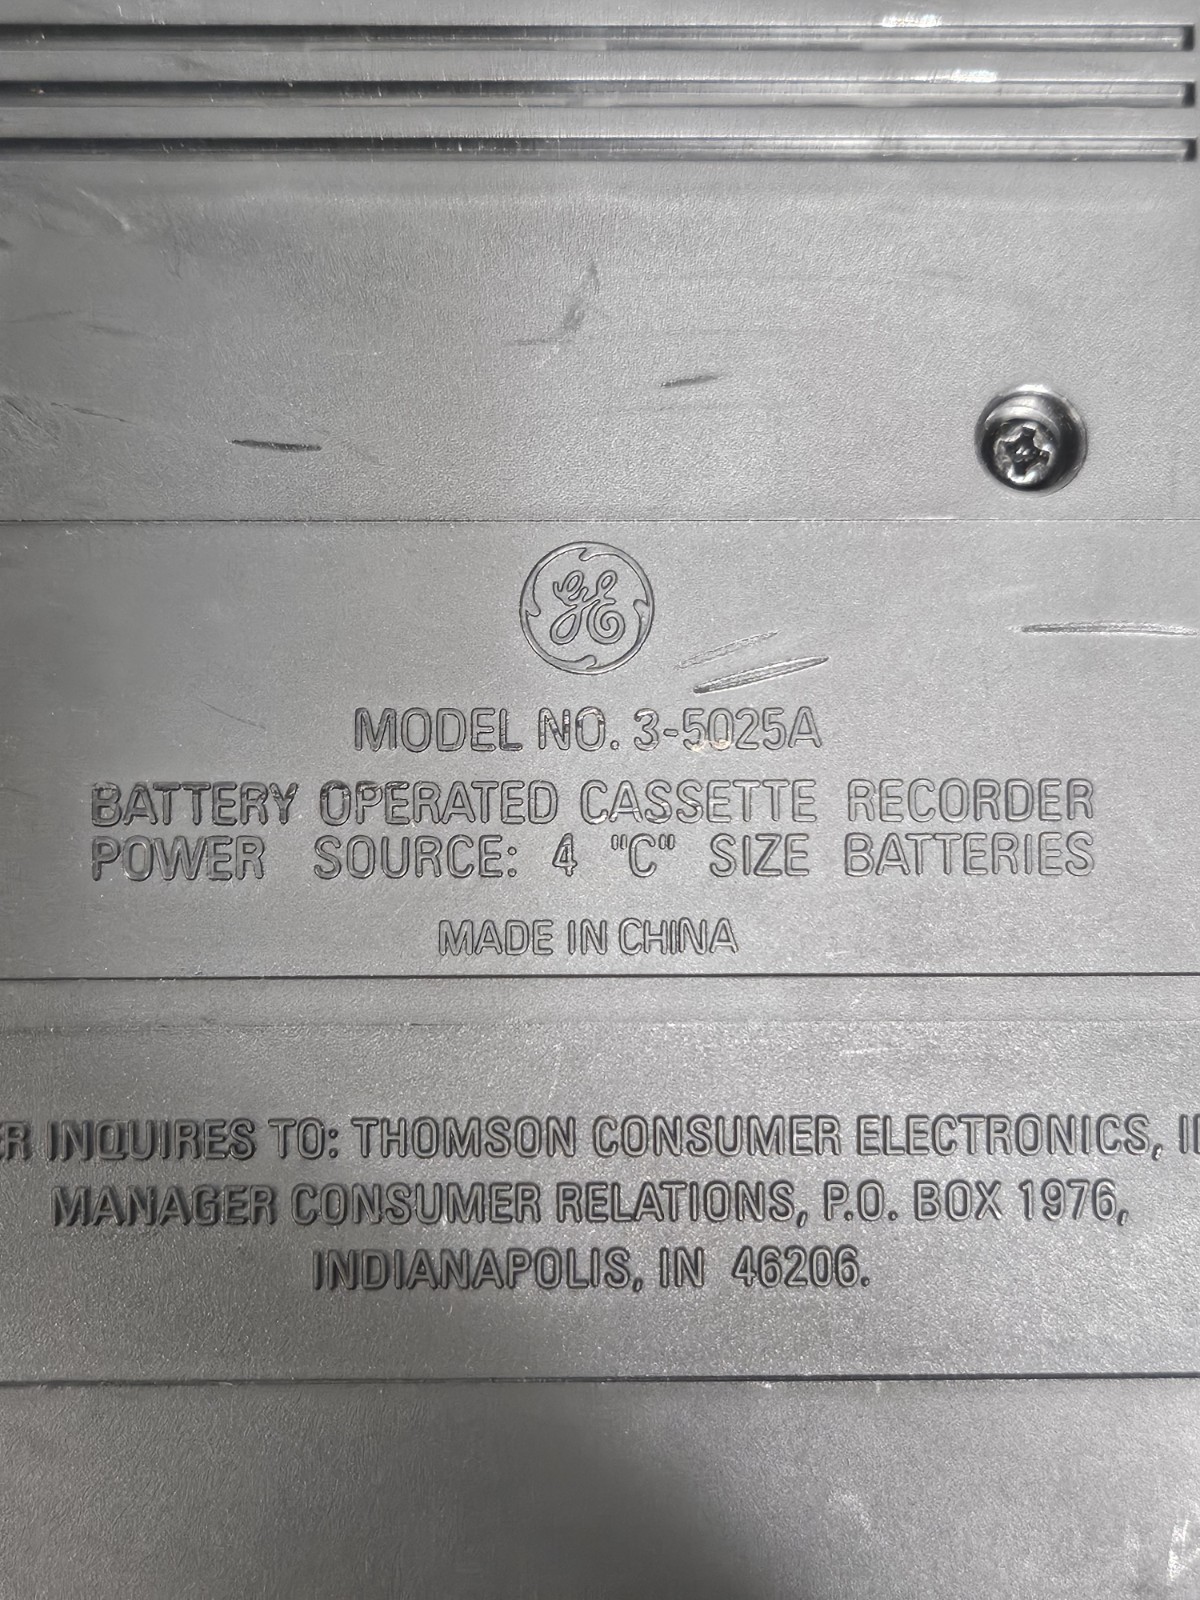 GE
MODEL NO. 3-5025A
BATTERY OPERATED CASSETTE RECORDER
POWER SOURCE: 4 "C" SIZE BATTERIES
MADE IN CHINA
INQUIRES TO: THOMSON CONSUMER ELECTRONICS,
MANAGER CONSUMER RELATIONS, P.O. BOX 1976,
INDIANAPOLIS, IN 46206.